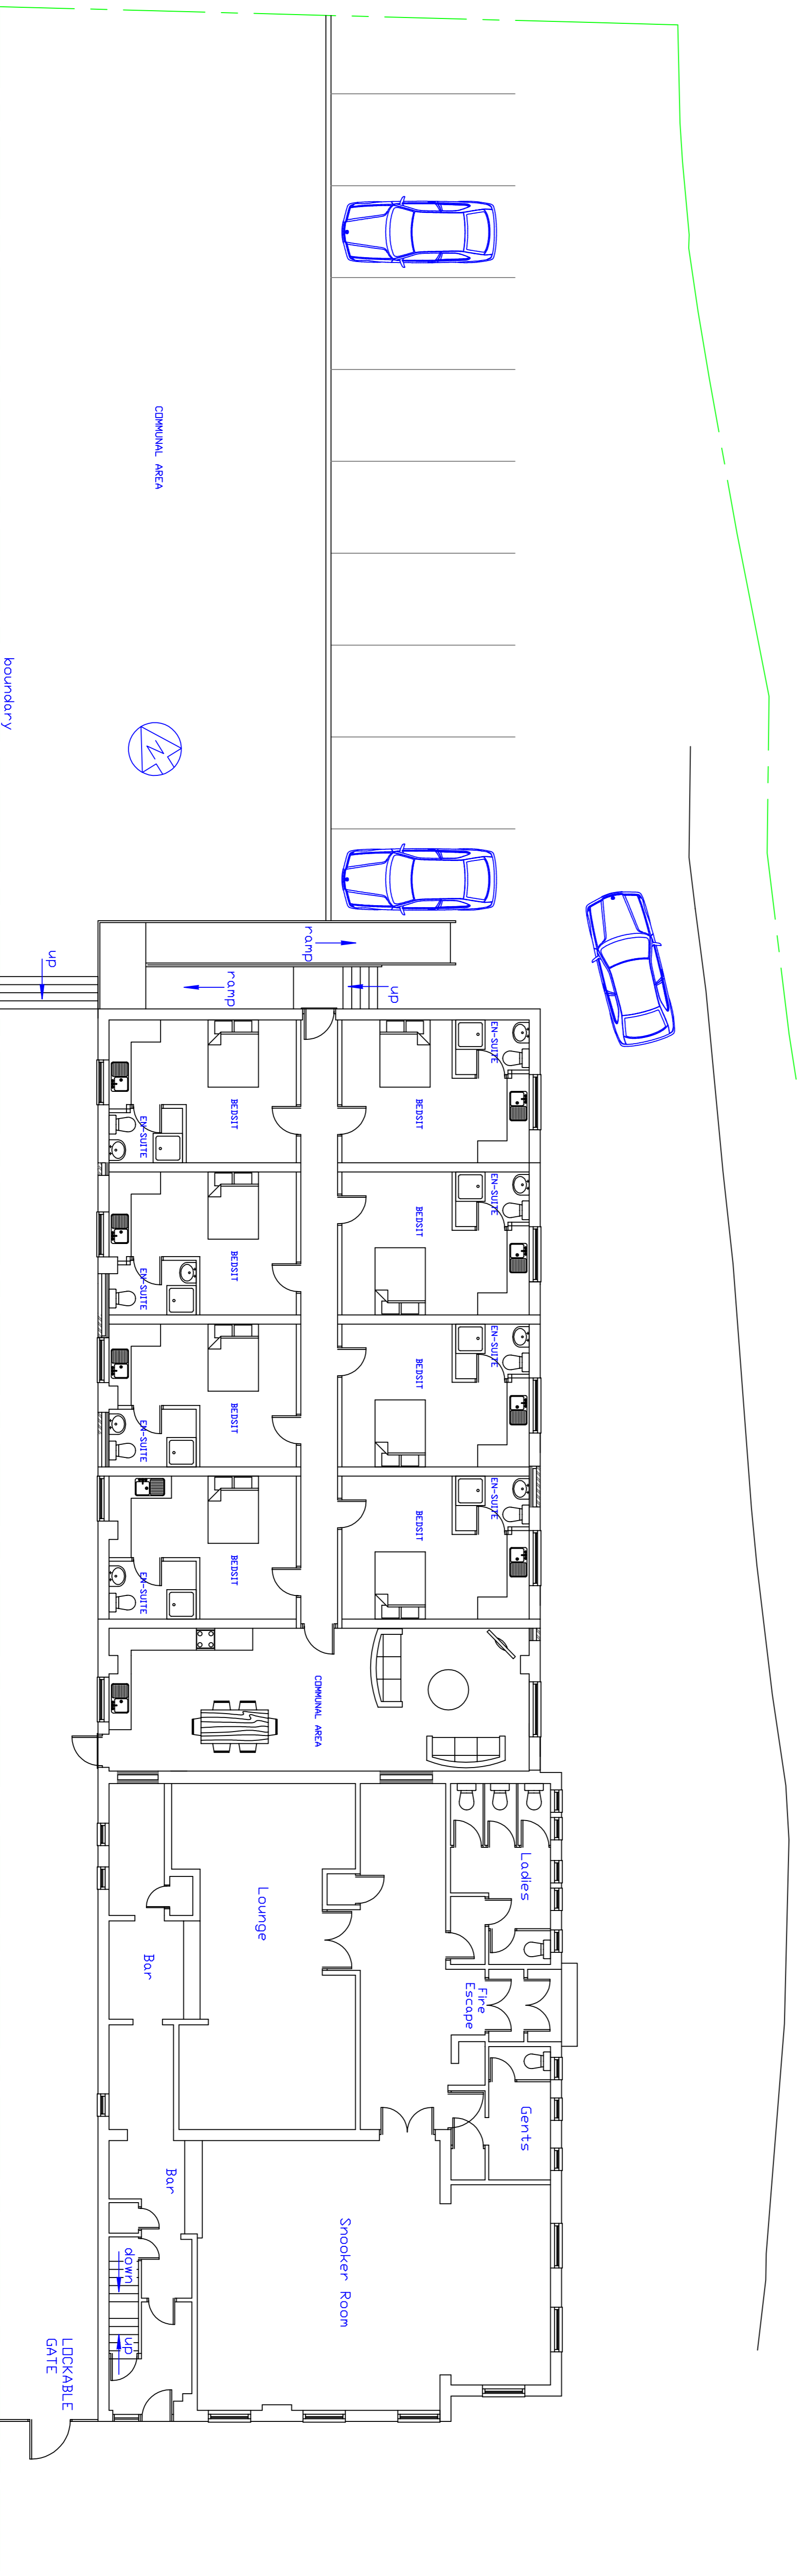 COMMUNAL AREA
boundary
N
ramp
up
ramp
up
EN-SUITE
BEDSIT
BEDSIT
EN-SUITE
EN-SUITE
BEDSIT
BEDSIT
EN-SUITE
EN-SUITE
BEDSIT
BEDSIT
EN-SUITE
EN-SUITE
BEDSIT
BEDSIT
EN-SUITE
COMMUNAL AREA
Ladies
Lounge
Bar
Fire
Escape
Gents
Bar
Snooker Room
down
up
LOCKABLE
GATE